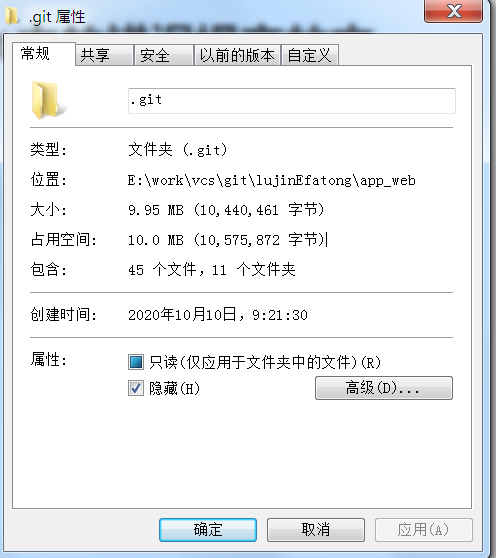 .git 属性
常规 共享 安全 以前的版本 自定义
.git
类型: 文件夹 (.git)
位置: E:\work\vcs\git\lujinEfatong\app_web
大小: 9.95 MB (10,440,461 字节)
占用空间: 10.0 MB (10,575,872 字节)
包含: 45 个文件，11 个文件夹
创建时间: 2020年10月10日，9:21:30
属性: 只读(仅应用于文件夹中的文件)(R)
隐藏(H) 高级(D)...
确定 取消 应用(A)